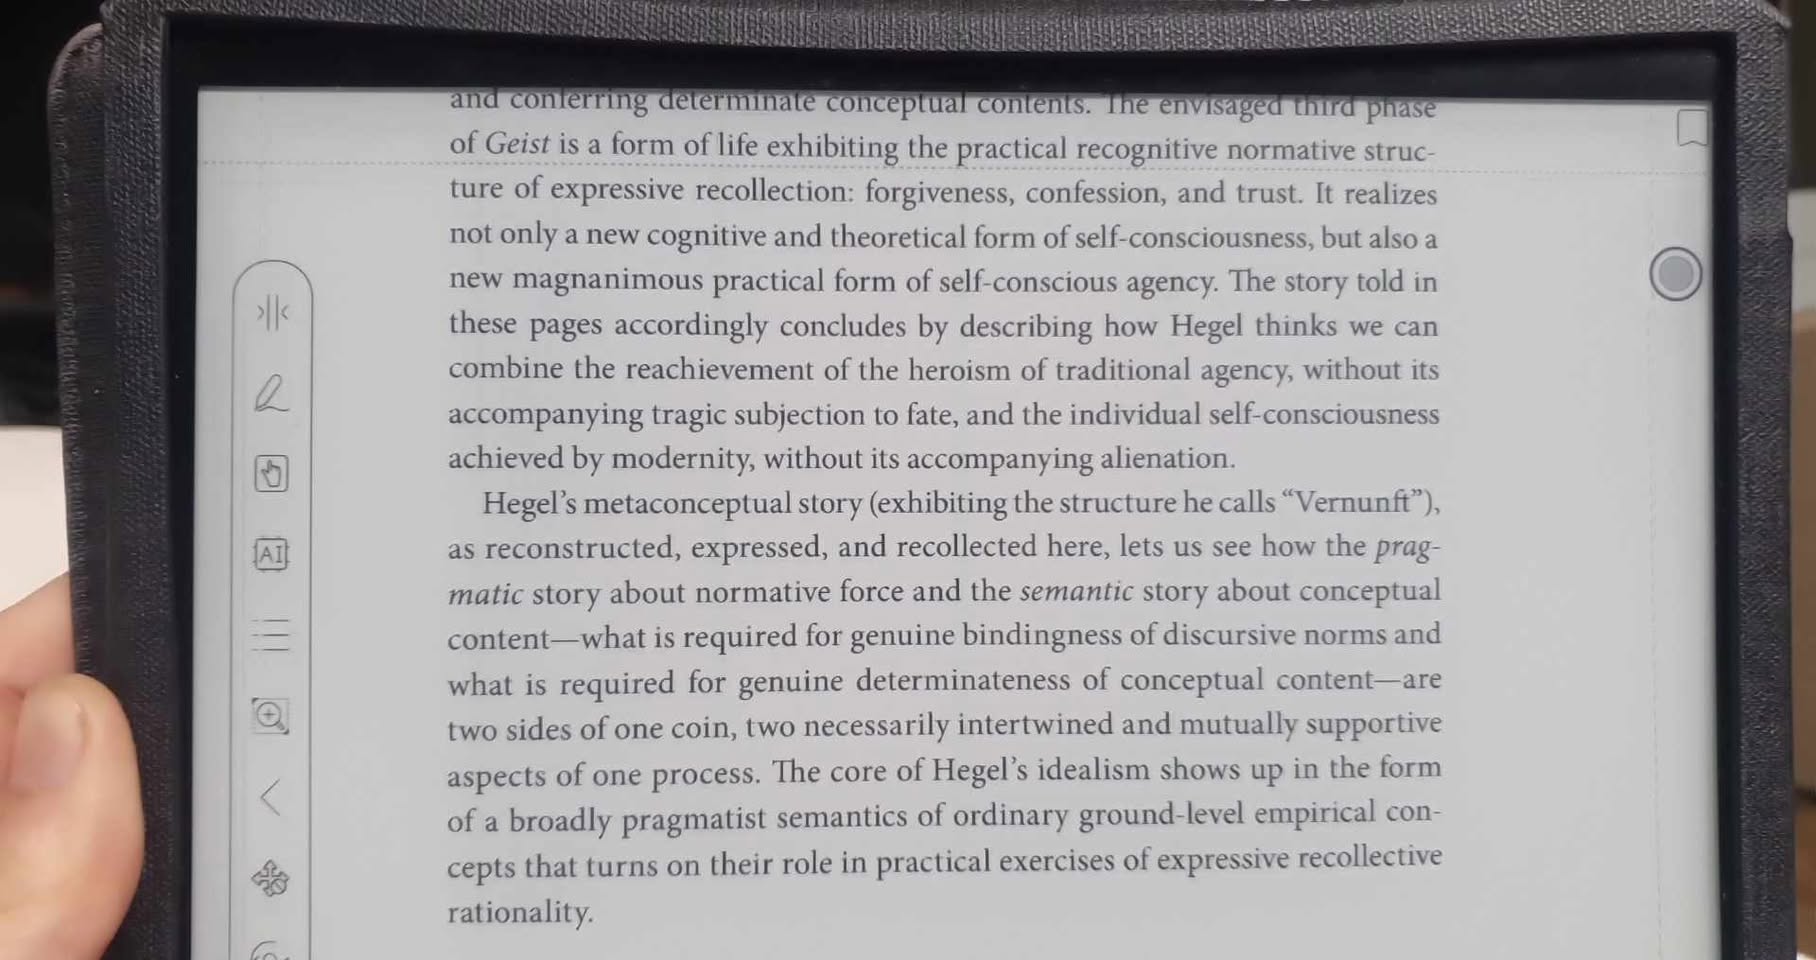 and conferring determinate conceptual contents. The envisaged third phase
of Geist is a form of life exhibiting the practical recognitive normative struc-
ture of expressive recollection: forgiveness, confession, and trust. It realizes
not only a new cognitive and theoretical form of self-consciousness, but also a
new magnanimous practical form of self-conscious agency. The story told in
these pages accordingly concludes by describing how Hegel thinks we can
combine the reachievement of the heroism of traditional agency, without its
accompanying tragic subjection to fate, and the individual self-consciousness
achieved by modernity, without its accompanying alienation.
Hegel’s metaconceptual story (exhibiting the structure he calls “Vernunft”),
as reconstructed, expressed, and recollected here, lets us see how the prag-
matic story about normative force and the semantic story about conceptual
content—what is required for genuine bindingness of discursive norms and
what is required for genuine determinateness of conceptual content—are
two sides of one coin, two necessarily intertwined and mutually supportive
aspects of one process. The core of Hegel’s idealism shows up in the form
of a broadly pragmatist semantics of ordinary ground-level empirical con-
cepts that turns on their role in practical exercises of expressive recollective
rationality.
AI